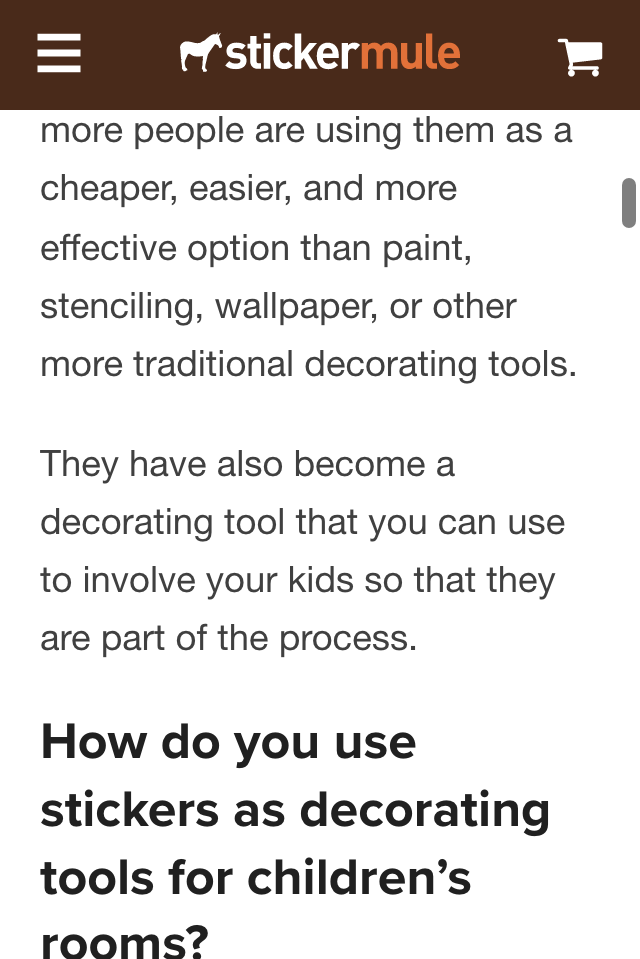 stickermule
more people are using them as a
cheaper, easier, and more
effective option than paint,
stenciling, wallpaper, or other
more traditional decorating tools.
They have also become a
decorating tool that you can use
to involve your kids so that they
are part of the process.
How do you use
stickers as decorating
tools for children’s
rooms?